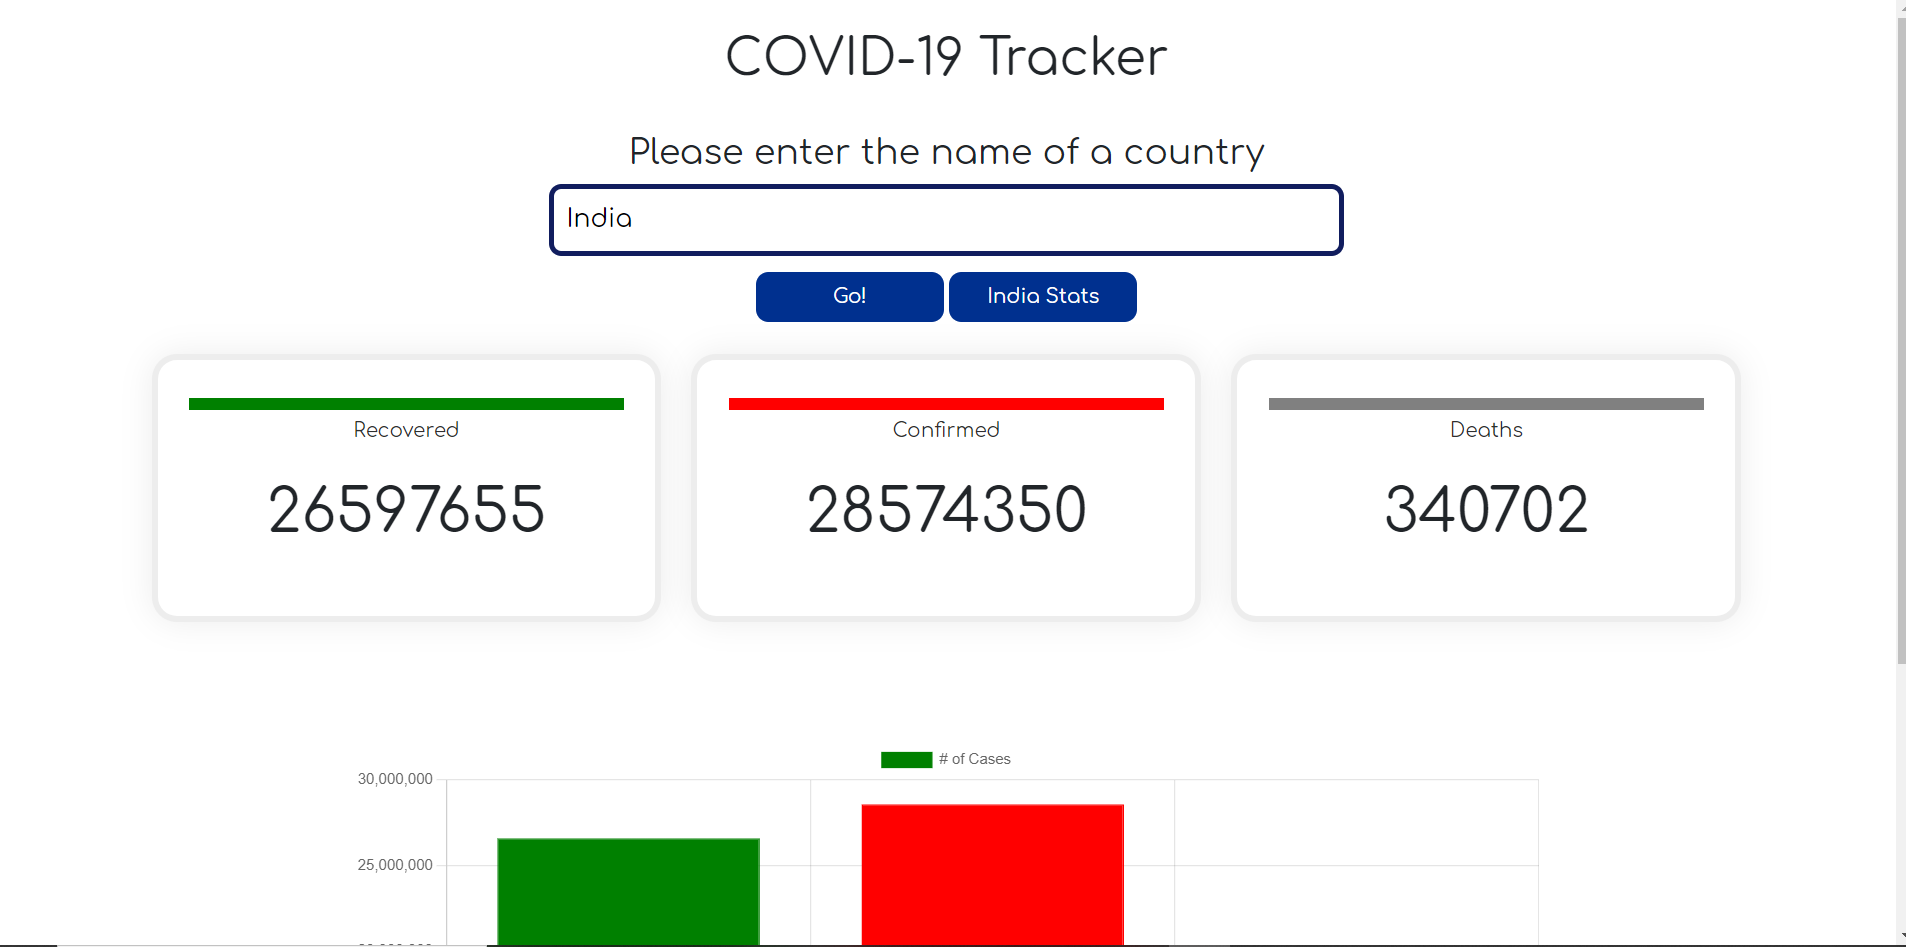 COVID-19 Tracker
Please enter the name of a country
India
Go! India Stats
Recovered Confirmed Deaths
26597655 28574350 340702
# of Cases
30,000,000
25,000,000